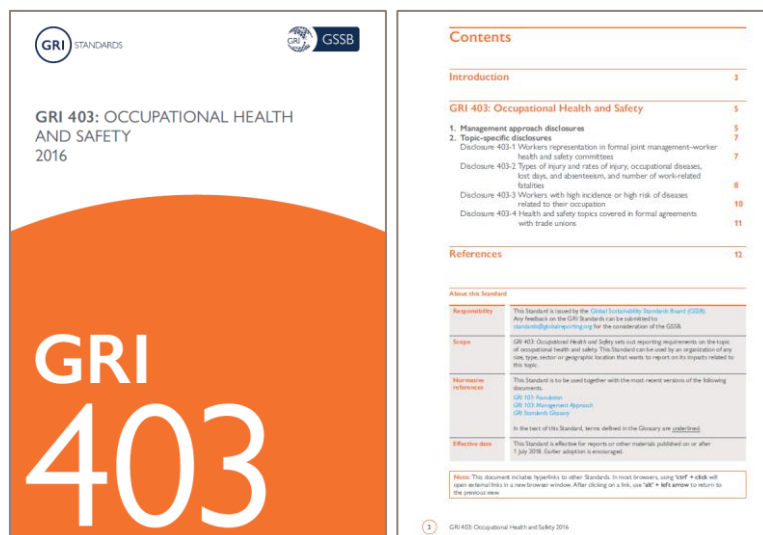 GRI STANDARDS
GRI GSSB
GRI 403: OCCUPATIONAL HEALTH
AND SAFETY
2016
GRI
403
Contents
Introduction 3
GRI 403: Occupational Health and Safety 5
1. Management approach disclosures 5
2. Topic-specific disclosures 7
Disclosure 403-1 Workers representation in formal joint management–worker
health and safety committees 7
Disclosure 403-2 Types of injury and rates of injury, occupational diseases,
lost days, and absenteeism, and number of work-related
fatalities 8
Disclosure 403-3 Workers with high incidence or high risk of diseases
related to their occupation 10
Disclosure 403-4 Health and safety topics covered in formal agreements
with trade unions 11
References 12
About this Standard
Responsibility This Standard is issued by the Global Sustainability Standards Board (GSSB).
Any feedback on the GRI Standards can be submitted to
standards@globalreporting.org for the consideration of the GSSB.
Scope GRI 403: Occupational Health and Safety sets out reporting requirements on the topic
of occupational health and safety. This Standard can be used by an organization of any
size, type, sector or geographic location that wants to report on its impacts related to
this topic.
Normative references This Standard is to be used together with the most recent versions of the following
documents.
GRI 101: Foundation
GRI 103: Management Approach
GRI Standards Glossary
In the text of this Standard, terms defined in the Glossary are underlined.
Effective date This Standard is effective for reports or other materials published on or after
1 July 2018. Earlier adoption is encouraged.
Note: This document includes hyperlinks to other Standards. In most browsers, using 'ctrl' + click will
open external links in a new browser window. After clicking on a link, use 'alt' + left arrow to return to
the previous view.
2 GRI 403: Occupational Health and Safety 2016